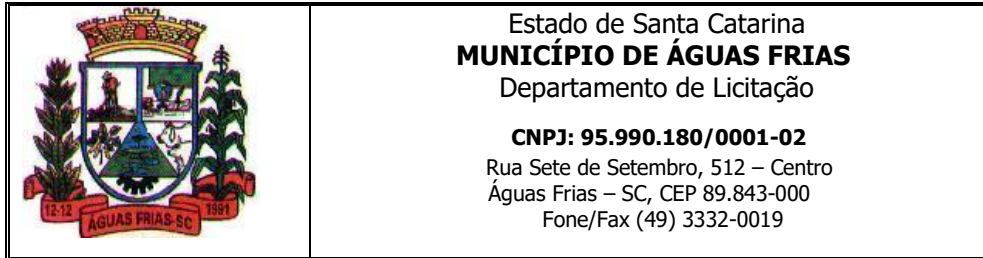 12-12
ÁGUAS FRIAS-SC
1991
Estado de Santa Catarina
MUNICÍPIO DE ÁGUAS FRIAS
Departamento de Licitação
CNPJ: 95.990.180/0001-02
Rua Sete de Setembro, 512 – Centro
Águas Frias – SC, CEP 89.843-000
Fone/Fax (49) 3332-0019